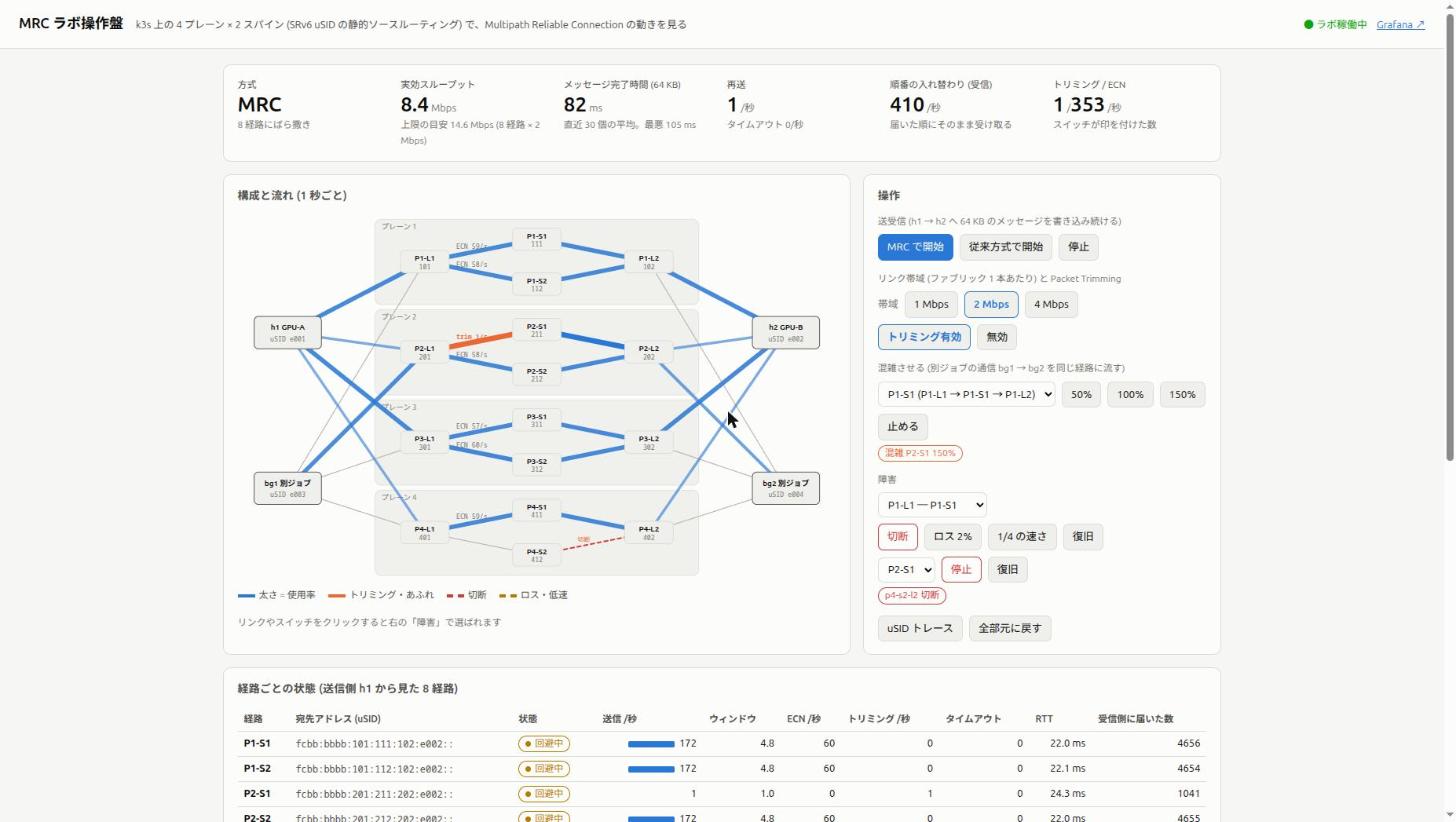 MRC ラボ操作盤
k3s 上の 4 プレーン × 2 スパイン (SRv6 uSID の静的ソースルーティング) で、Multipath Reliable Connection の動きを見る
ラボ稼働中
Grafana ↗
方式
MRC
8 経路にばら撒き
実効スループット
8.4 Mbps
上限の目安 14.6 Mbps (8 経路 × 2 Mbps)
メッセージ完了時間 (64 KB)
82 ms
直近 30 個の平均。最悪 105 ms
再送
1 /秒
タイムアウト 0/秒
順番の入れ替わり (受信)
410 /秒
届いた順にそのまま受け取る
トリミング / ECN
1 /353 /秒
スイッチが印を付けた数
構成と流れ (1 秒ごと)
プレーン 1
P1-S1
111
ECN 59/s
P1-L1
101
P1-L2
102
ECN 58/s
P1-S2
112
プレーン 2
P2-S1
211
trim 1/s
h1 GPU-A
uSID e001
h2 GPU-B
uSID e002
P2-L1
201
P2-L2
202
ECN 58/s
P2-S2
212
プレーン 3
P3-S1
311
ECN 57/s
P3-L1
301
P3-L2
302
ECN 60/s
P3-S2
312
bg1 別ジョブ
uSID e003
bg2 別ジョブ
uSID e004
プレーン 4
P4-S1
411
ECN 59/s
P4-L1
401
P4-L2
402
切断
P4-S2
412
太さ = 使用率
トリミング・あふれ
切断
ロス・低速
リンクやスイッチをクリックすると右の「障害」で選ばれます
操作
送受信 (h1 → h2 へ 64 KB のメッセージを書き込み続ける)
MRC で開始
従来方式で開始
停止
リンク帯域 (ファブリック 1 本あたり) と Packet Trimming
帯域
1 Mbps
2 Mbps
4 Mbps
トリミング有効
無効
混雑させる (別ジョブの通信 bg1 → bg2 を同じ経路に流す)
P1-S1 (P1-L1 → P1-S1 → P1-L2)
50%
100%
150%
止める
混雑 P2-S1 150%
障害
P1-L1 — P1-S1
切断
ロス 2%
1/4 の速さ
復旧
P2-S1
停止
復旧
p4-s2-l2 切断
uSID トレース
全部元に戻す
経路ごとの状態 (送信側 h1 から見た 8 経路)
経路 宛先アドレス (uSID) 状態 送信 /秒 ウィンドウ ECN /秒 トリミング /秒 タイムアウト RTT 受信側に届いた数
P1-S1 fcbb:bbbb:101:111:102:e002:: 回避中 172 4.8 60 0 0 22.0 ms 4656
P1-S2 fcbb:bbbb:101:112:102:e002:: 回避中 172 4.8 60 0 0 22.1 ms 4654
P2-S1 fcbb:bbbb:201:211:202:e002:: 回避中 1 1.0 0 1 0 24.3 ms 1041
P2-S2 fcbb:bbbb:201:212:202:e002:: 回避中 172 4.8 60 0 0 22.0 ms 4655